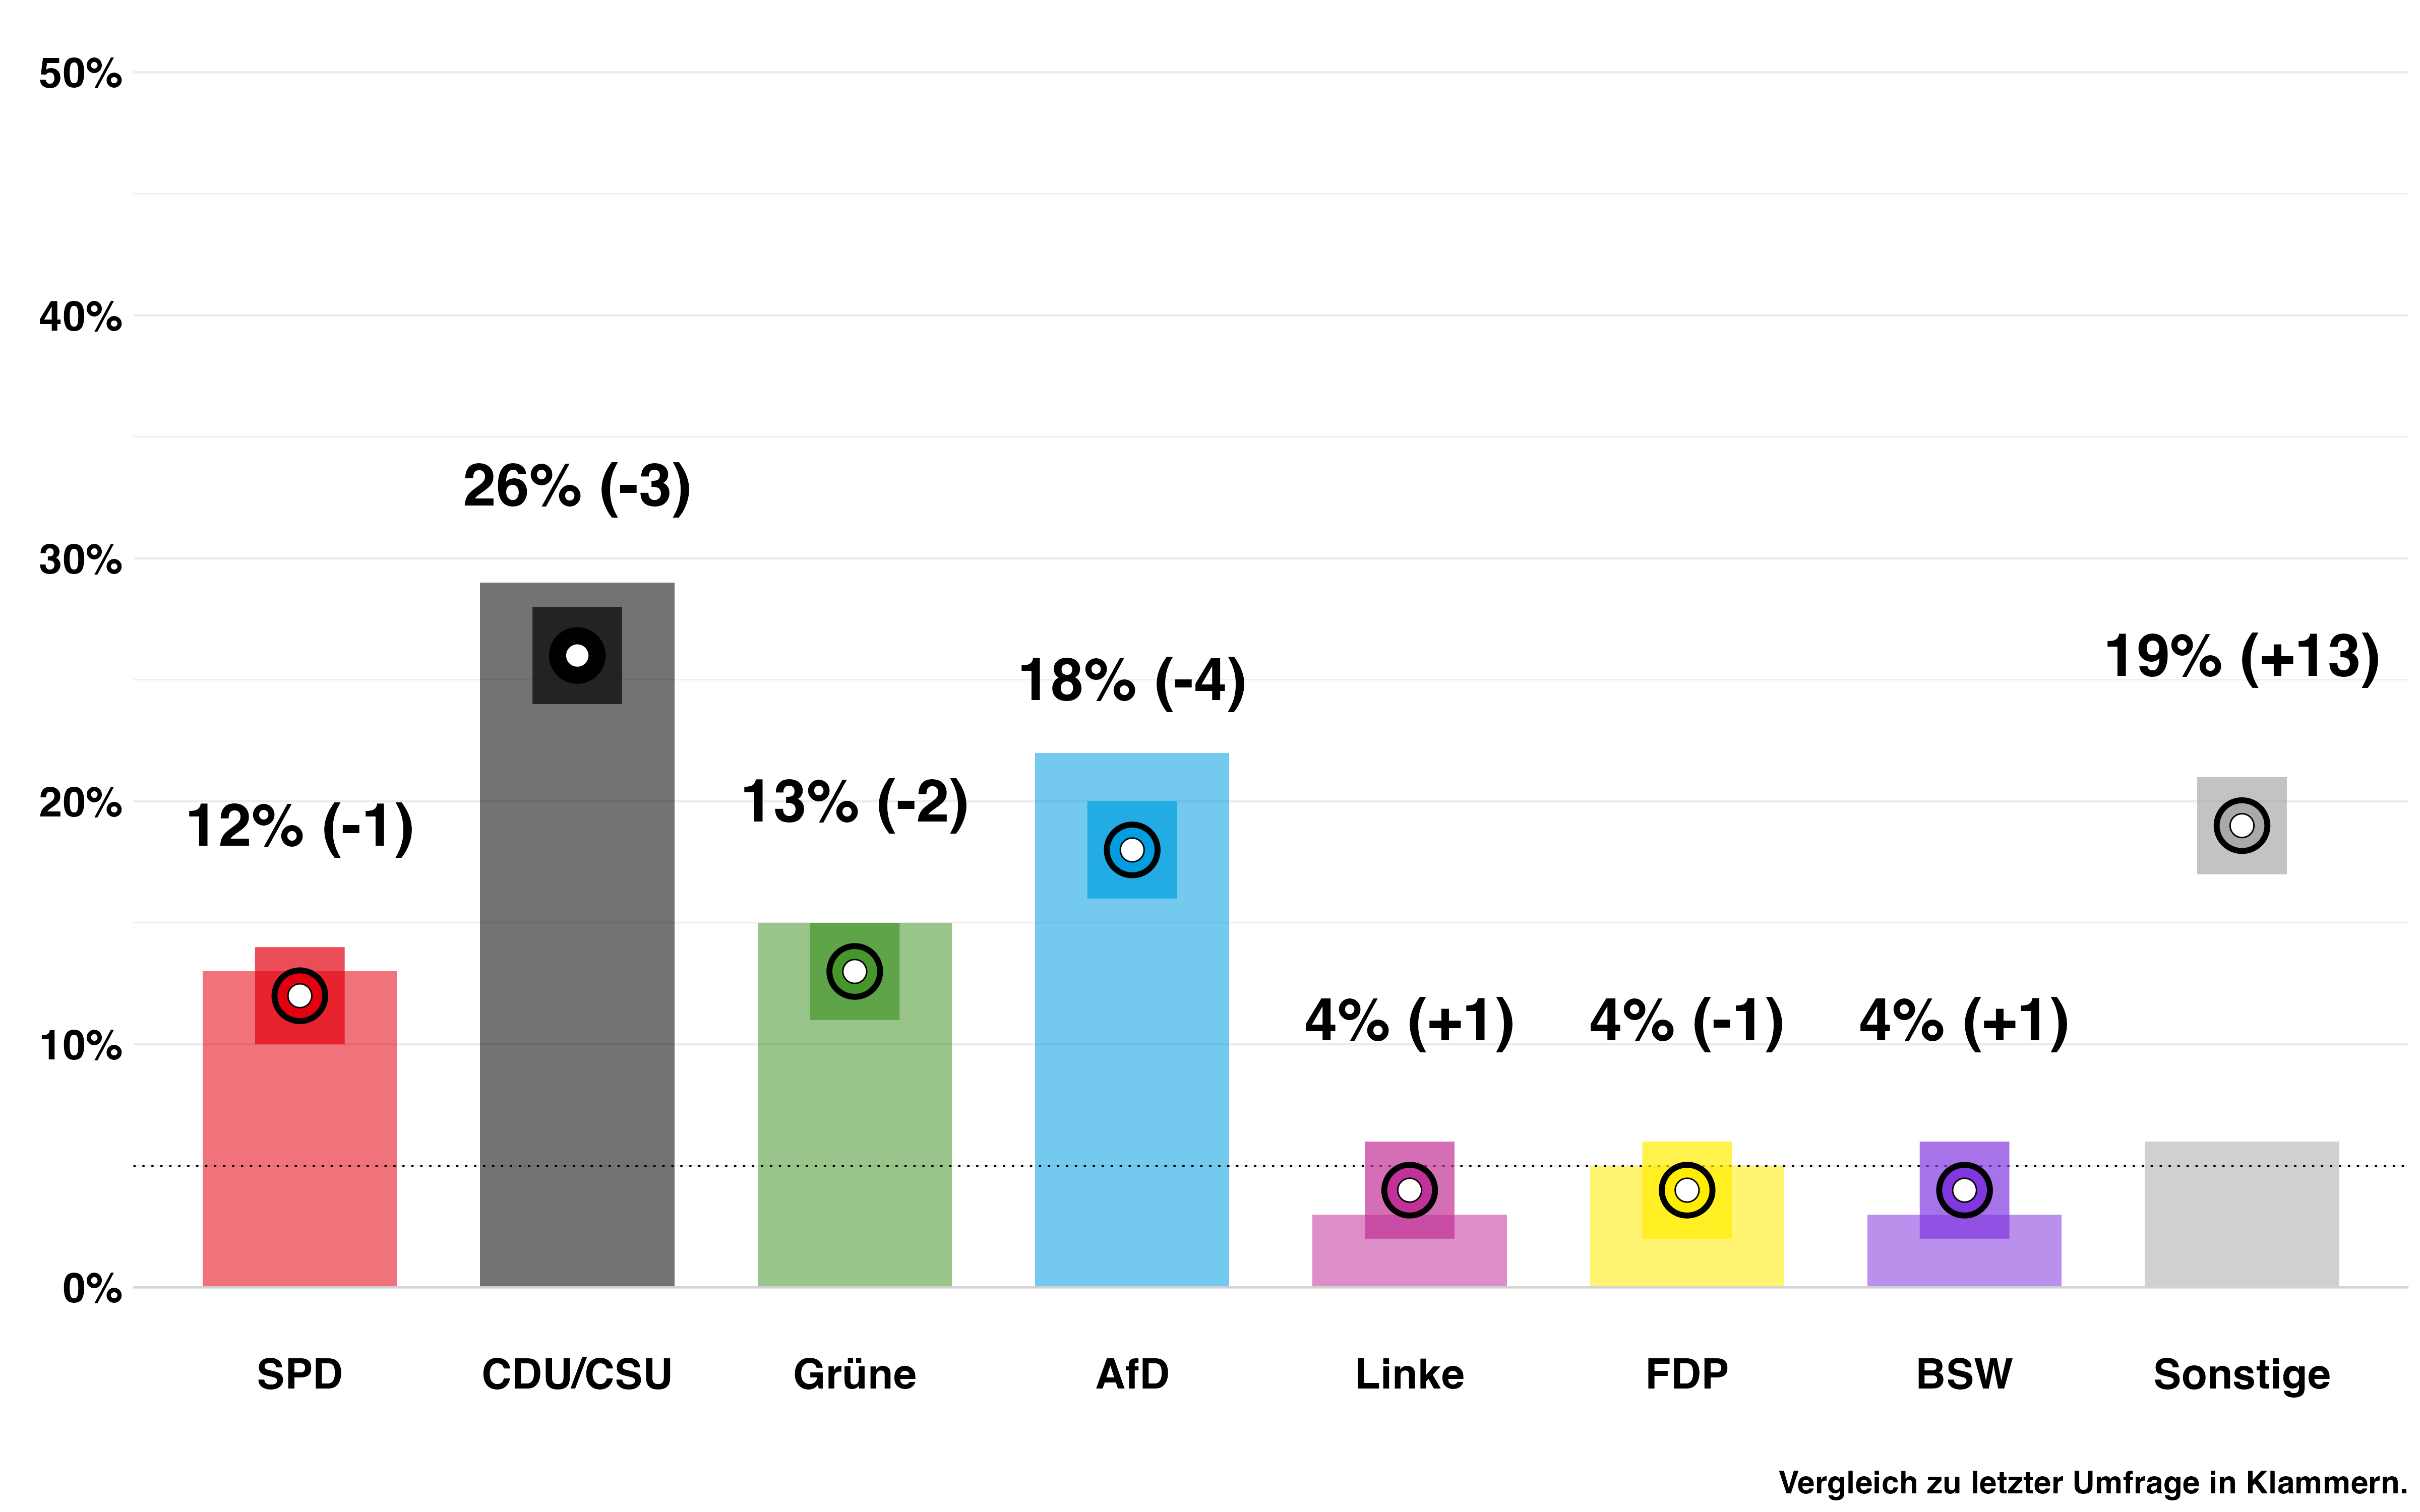 50%
40%
30%
20%
10%
0%
12% (-1)
26% (-3)
13% (-2)
18% (-4)
4% (+1)
4% (-1)
4% (+1)
19% (+13)
SPD
CDU/CSU
Grüne
AfD
Linke
FDP
BSW
Sonstige
Vergleich zu letzter Umfrage in Klammern.